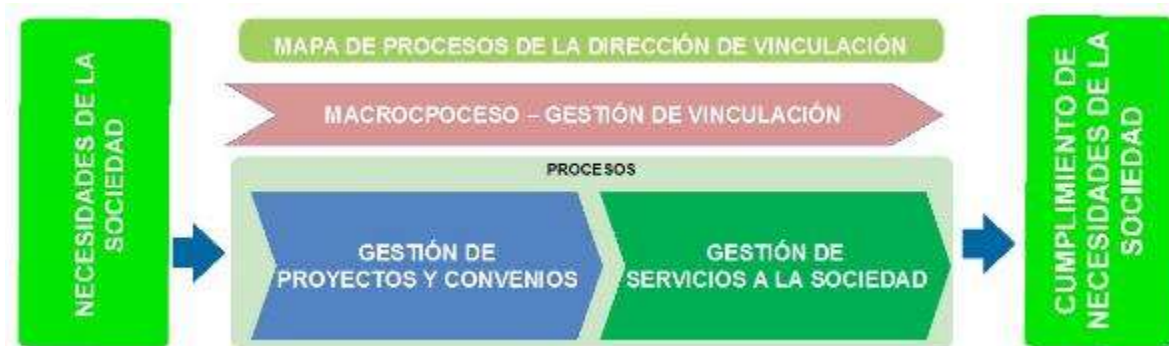 NECESIDADES DE LA
SOCIEDAD
MAPA DE PROCESOS DE LA DIRECCIÓN DE VINCULACIÓN
MACROCPOCESO – GESTIÓN DE VINCULACIÓN
PROCESOS
GESTIÓN DE
PROYECTOS Y CONVENIOS
GESTIÓN DE
SERVICIOS A LA SOCIEDAD
CUMPLIMIENTO DE
NECESIDADES DE LA
SOCIEDAD